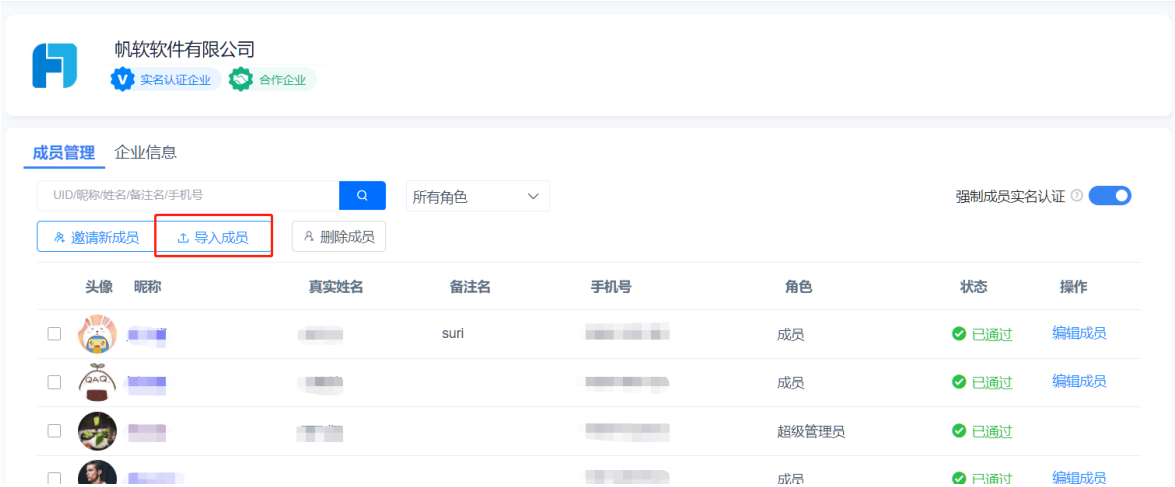 帆软软件有限公司
实名认证企业 合作企业
成员管理 企业信息
UID/昵称/姓名/备注名/手机号 所有角色 强制成员实名认证
邀请新成员 导入成员 删除成员
头像 昵称 真实姓名 备注名 手机号 角色 状态 操作
suri 成员 已通过 编辑成员
QAQ 成员 已通过 编辑成员
超级管理员 已通过
成员 已通过 编辑成员